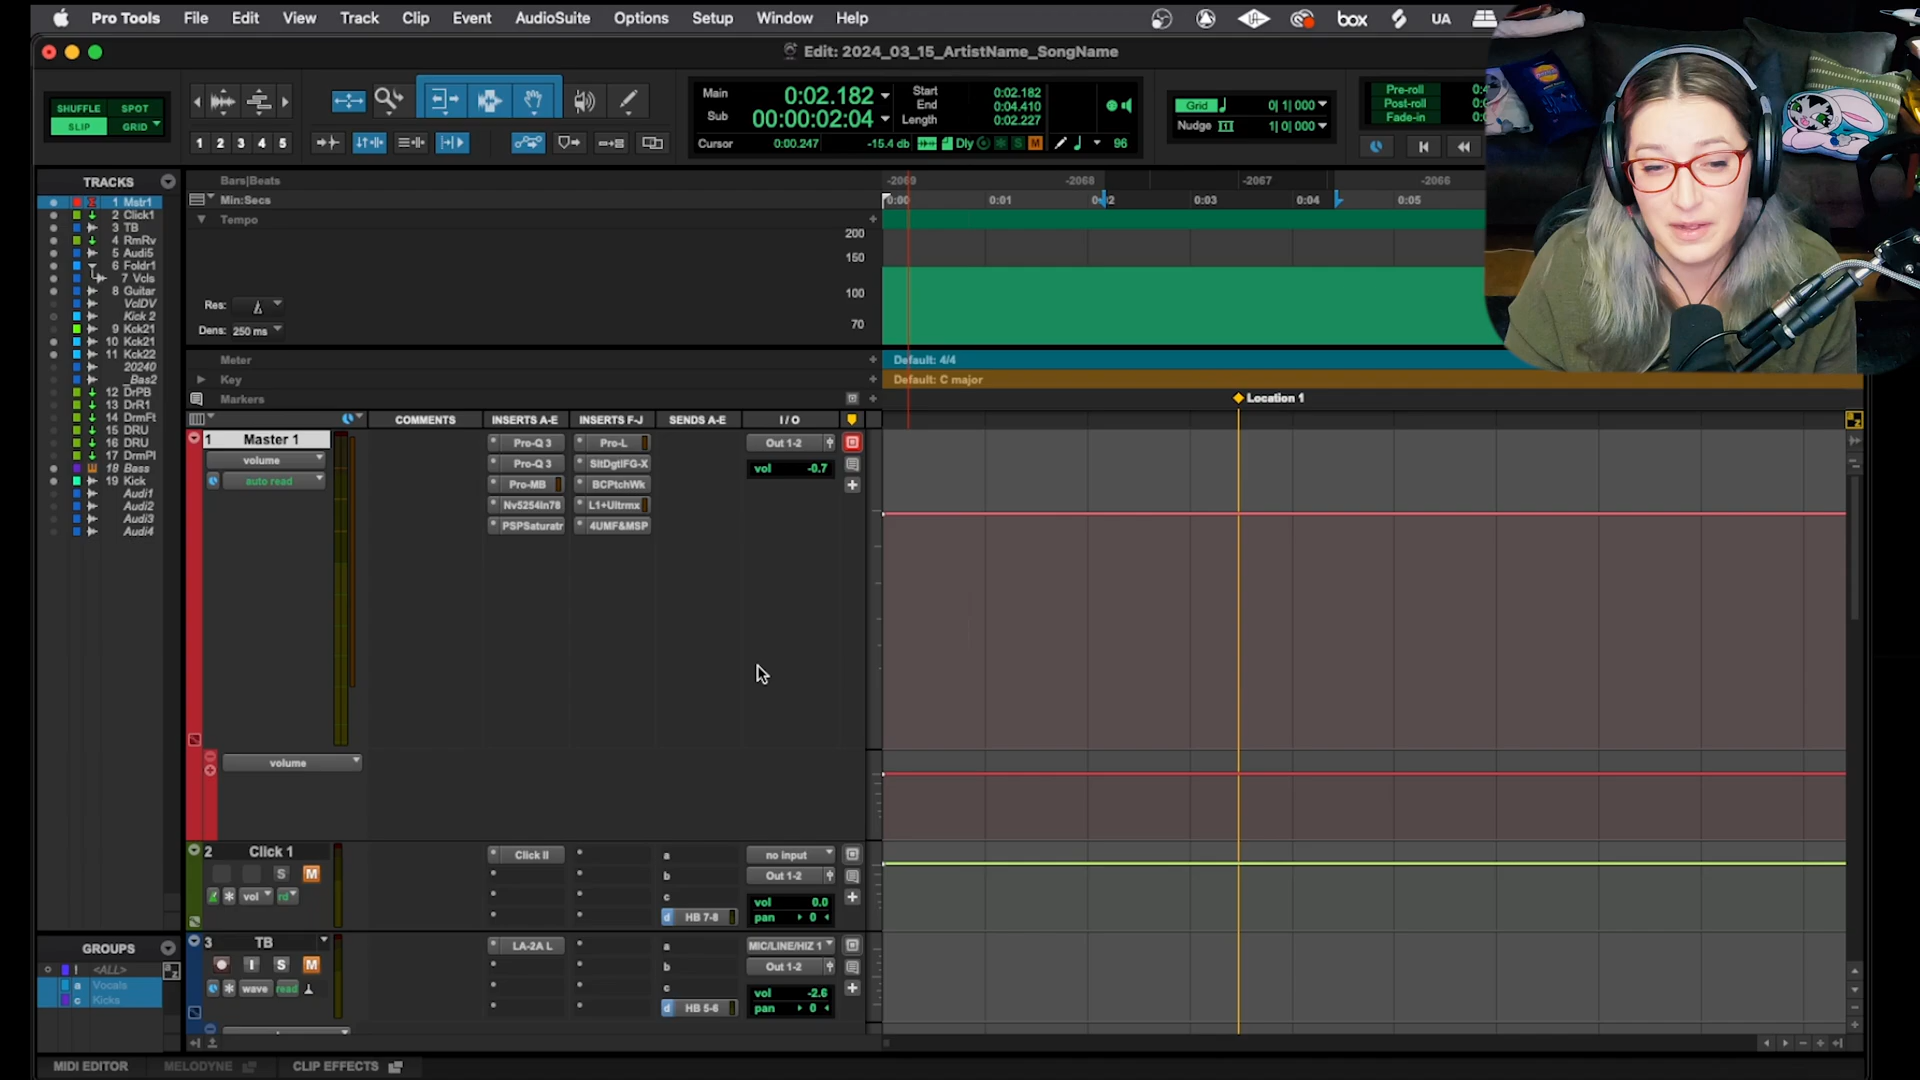 Pro Tools File Edit View Track Clip Event AudioSuite Options Setup Window Help box UA
Edit: 2024_03_15_ArtistName_SongName
SHUFFLE SPOT
SLIP GRID
1 2 3 4 5
Main 0:02.182
Sub 00:00:02:04
Start 0:02.182
End 0:04.410
Length 0:02.227
Cursor 0:00.247 -15.4 db Dly S M 96
Grid 0| 1| 000
Nudge 1| 0| 000
Pre-roll
Post-roll
Fade-in
TRACKS
1 Mstr1
2 Click1
3 TB
4 RmRv
5 Audi5
6 Foldr1
7 Vcls
8 Guitar
VclDV
Kick 2
9 Kck21
10 Kck21
11 Kck22
20240
_Bas2
12 DrPB
13 DrR1
14 DrmFt
15 DRU
16 DRU
17 DrmPl
18 Bass
19 Kick
Audi1
Audi2
Audi3
Audi4
GROUPS
! <ALL>
a Vocals
c Kicks
Bars|Beats -2069 -2068 -2067 -2066
Min:Secs 0:00 0:01 0:02 0:03 0:04 0:05
Tempo
200
150
100
70
Res:
Dens: 250 ms
Meter Default: 4/4
Key Default: C major
Markers Location 1
COMMENTS INSERTS A-E INSERTS F-J SENDS A-E I / O
1 Master 1 Pro-Q 3 Pro-L Out 1-2
volume Pro-Q 3 SltDgtlFG-X vol -0.7
auto read Pro-MB BCPtchWk
Nv5254In78 L1+Ultrmx
PSPSaturatr 4UMF&MSP
volume
2 Click 1 Click II a no input
S M b Out 1-2
vol rd c vol 0.0
d HB 7-8 pan 0
3 TB LA-2A L a MIC/LINE/HIZ 1
I S M b Out 1-2
wave read c vol -2.6
d HB 5-6 pan 0
MIDI EDITOR MELODYNE CLIP EFFECTS